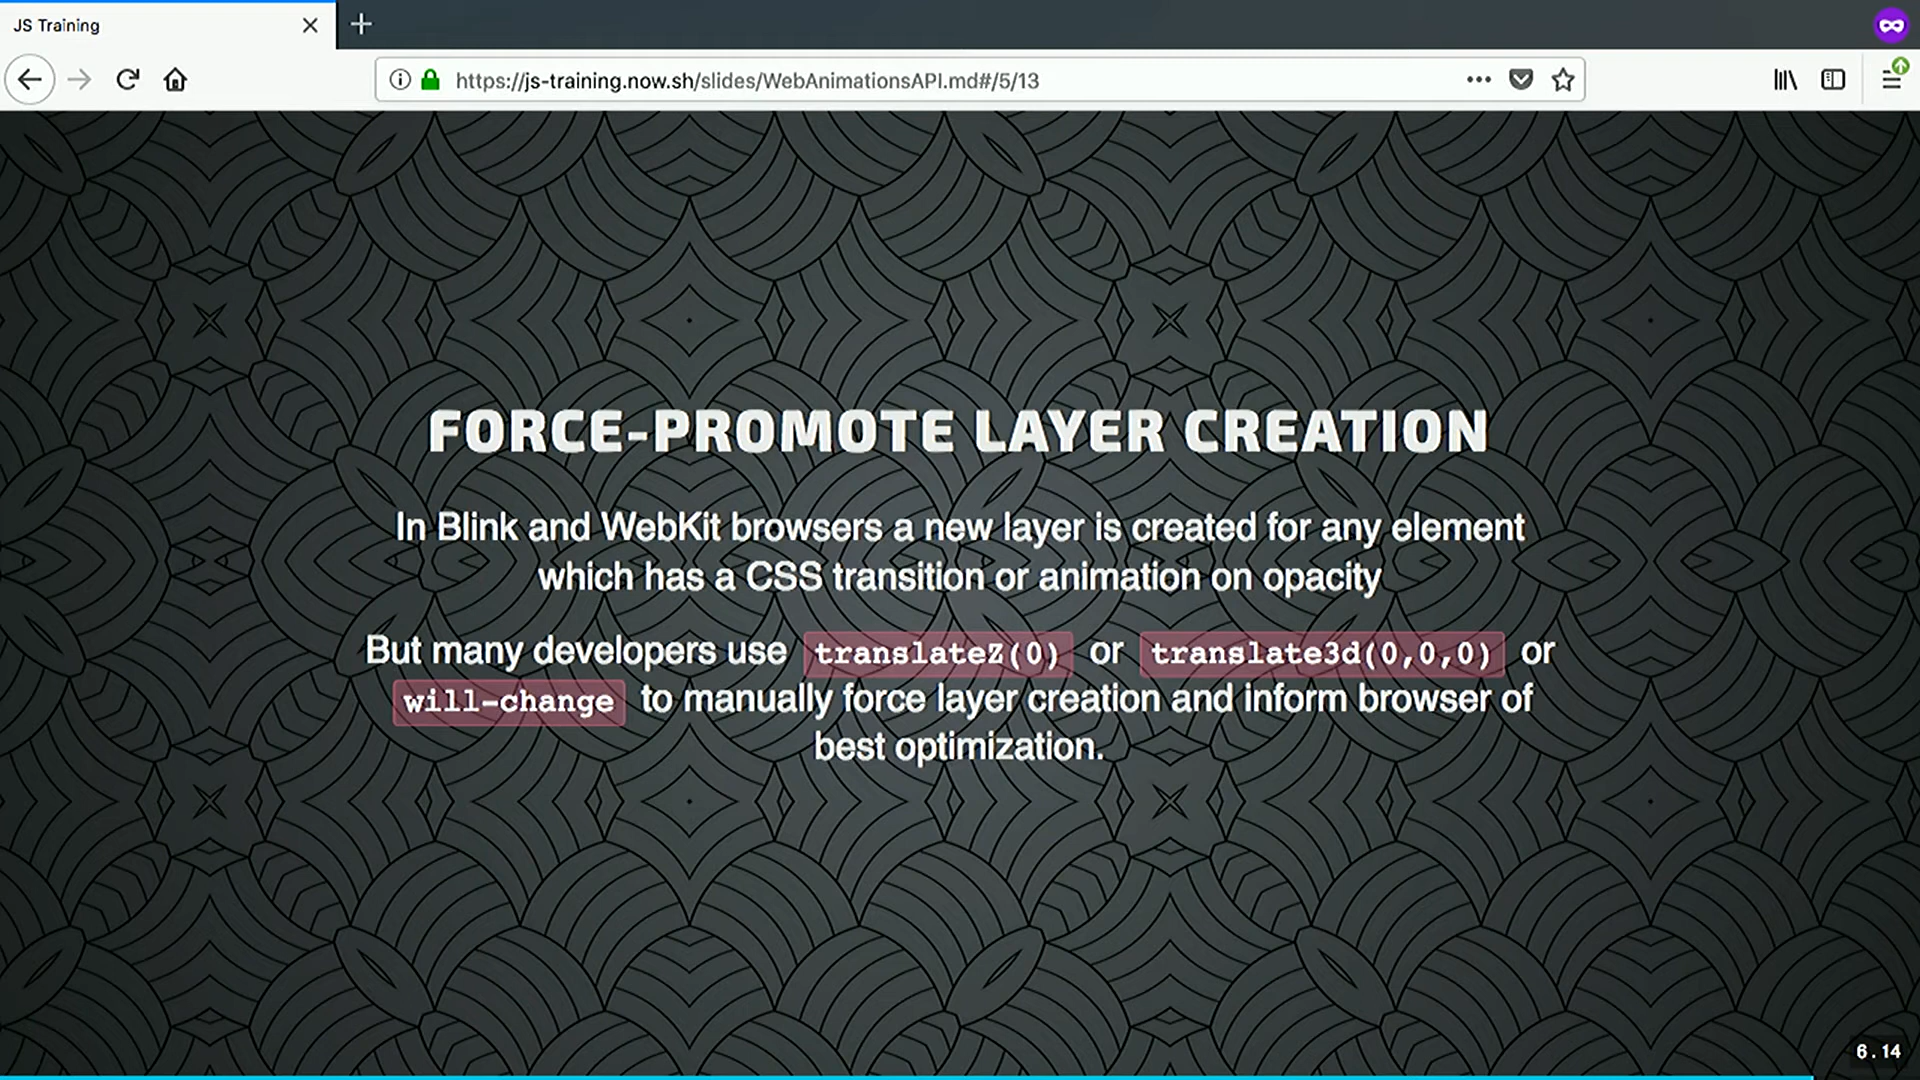 JS Training
https://js-training.now.sh/slides/WebAnimationsAPI.md#/5/13
FORCE-PROMOTE LAYER CREATION
In Blink and WebKit browsers a new layer is created for any element
which has a CSS transition or animation on opacity
But many developers use translateZ(0) or translate3d(0,0,0) or
will-change to manually force layer creation and inform browser of
best optimization.
6.14